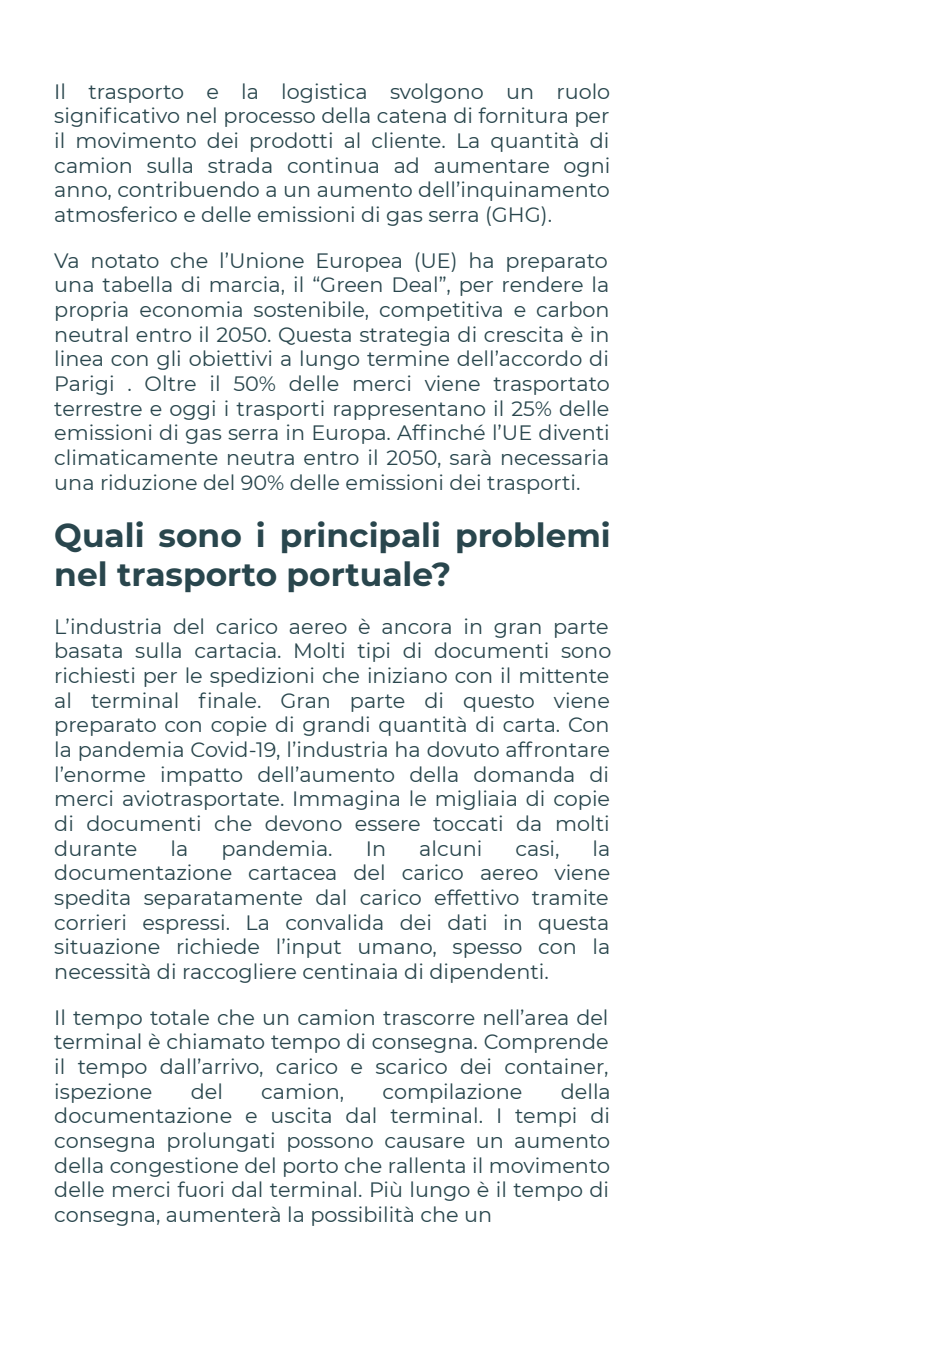 Il trasporto e la logistica svolgono un ruolo
significativo nel processo della catena di fornitura per
il movimento dei prodotti al cliente. La quantità di
camion sulla strada continua ad aumentare ogni
anno, contribuendo a un aumento dell’inquinamento
atmosferico e delle emissioni di gas serra (GHG).
Va notato che l’Unione Europea (UE) ha preparato
una tabella di marcia, il “Green Deal”, per rendere la
propria economia sostenibile, competitiva e carbon
neutral entro il 2050. Questa strategia di crescita è in
linea con gli obiettivi a lungo termine dell’accordo di
Parigi . Oltre il 50% delle merci viene trasportato
terrestre e oggi i trasporti rappresentano il 25% delle
emissioni di gas serra in Europa. Affinché l’UE diventi
climaticamente neutra entro il 2050, sarà necessaria
una riduzione del 90% delle emissioni dei trasporti.
Quali sono i principali problemi
nel trasporto portuale?
L’industria del carico aereo è ancora in gran parte
basata sulla cartacia. Molti tipi di documenti sono
richiesti per le spedizioni che iniziano con il mittente
al terminal finale. Gran parte di questo viene
preparato con copie di grandi quantità di carta. Con
la pandemia Covid-19, l’industria ha dovuto affrontare
l’enorme impatto dell’aumento della domanda di
merci aviotrasportate. Immagina le migliaia di copie
di documenti che devono essere toccati da molti
durante la pandemia. In alcuni casi, la
documentazione cartacea del carico aereo viene
spedita separatamente dal carico effettivo tramite
corrieri espressi. La convalida dei dati in questa
situazione richiede l’input umano, spesso con la
necessità di raccogliere centinaia di dipendenti.
Il tempo totale che un camion trascorre nell’area del
terminal è chiamato tempo di consegna. Comprende
il tempo dall’arrivo, carico e scarico dei container,
ispezione del camion, compilazione della
documentazione e uscita dal terminal. I tempi di
consegna prolungati possono causare un aumento
della congestione del porto che rallenta il movimento
delle merci fuori dal terminal. Più lungo è il tempo di
consegna, aumenterà la possibilità che un